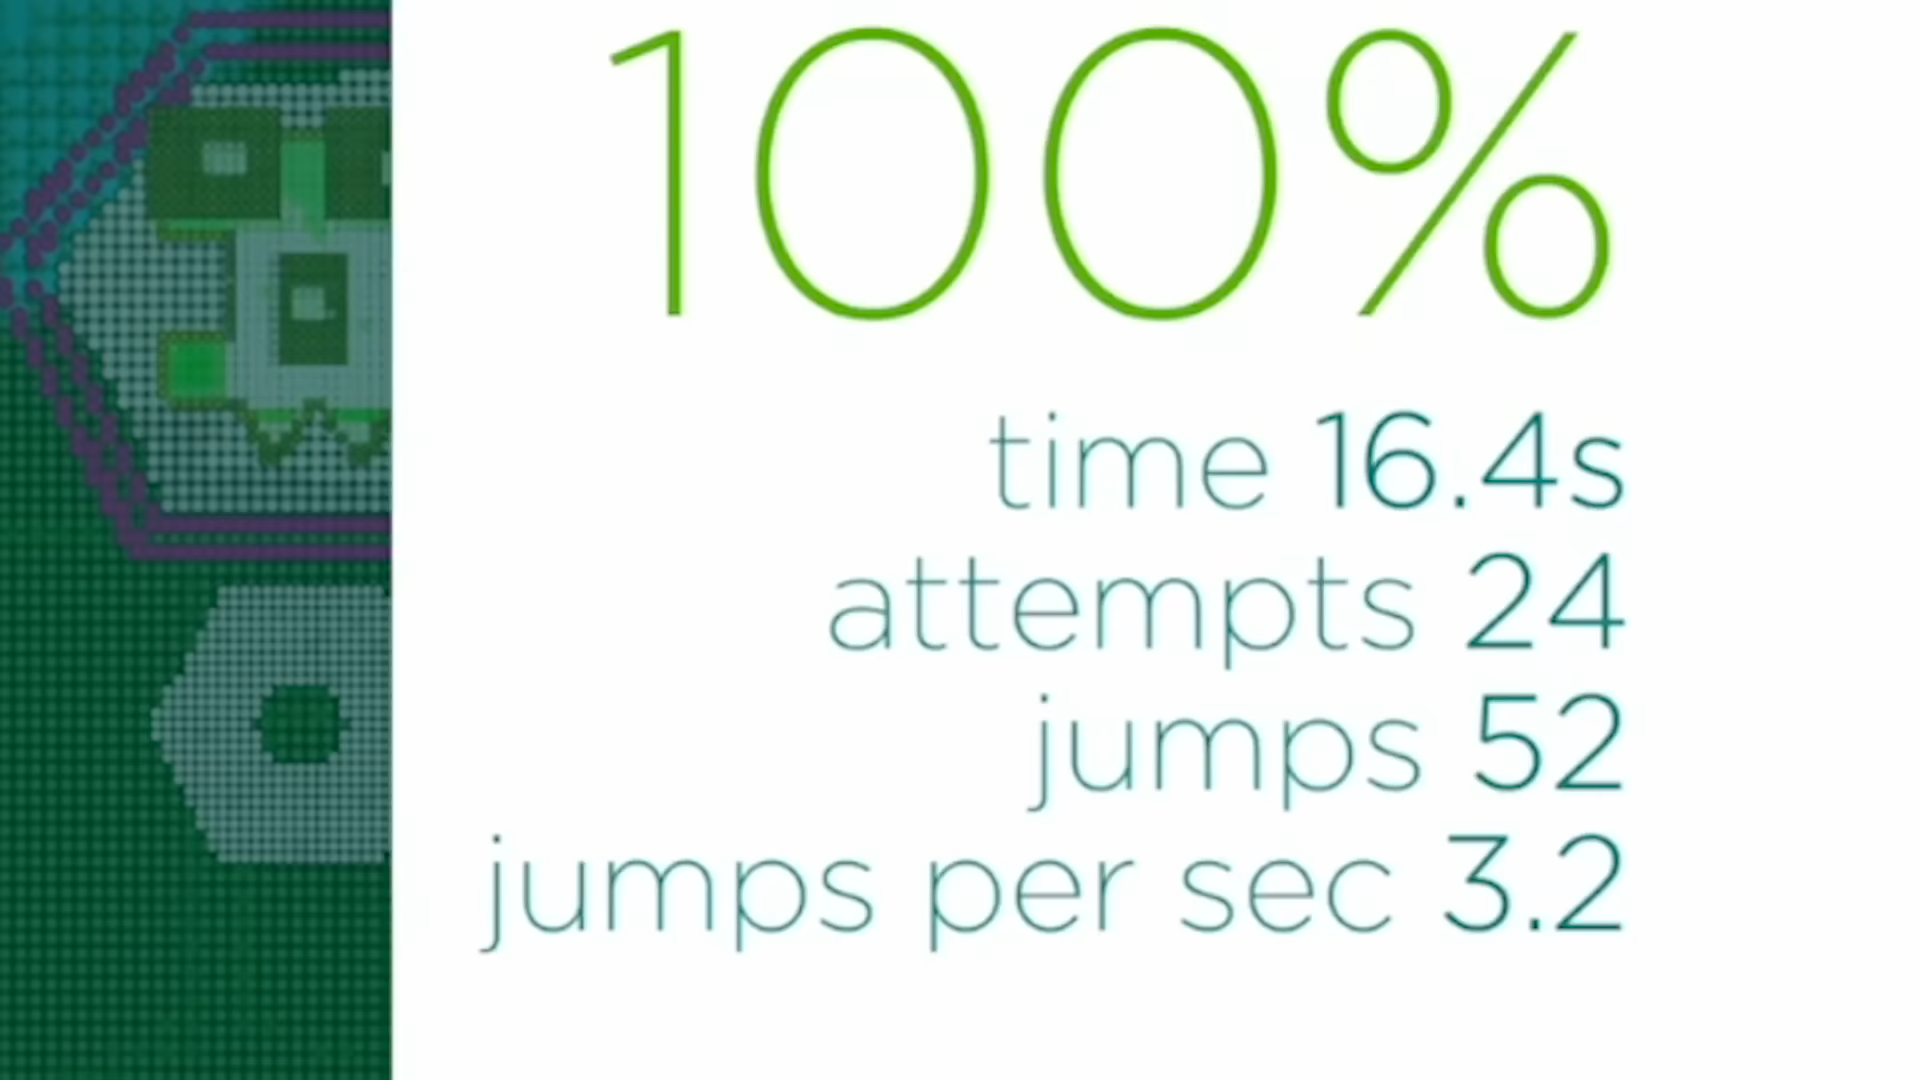 100%
time 16.4s
attempts 24
jumps 52
jumps per sec 3.2